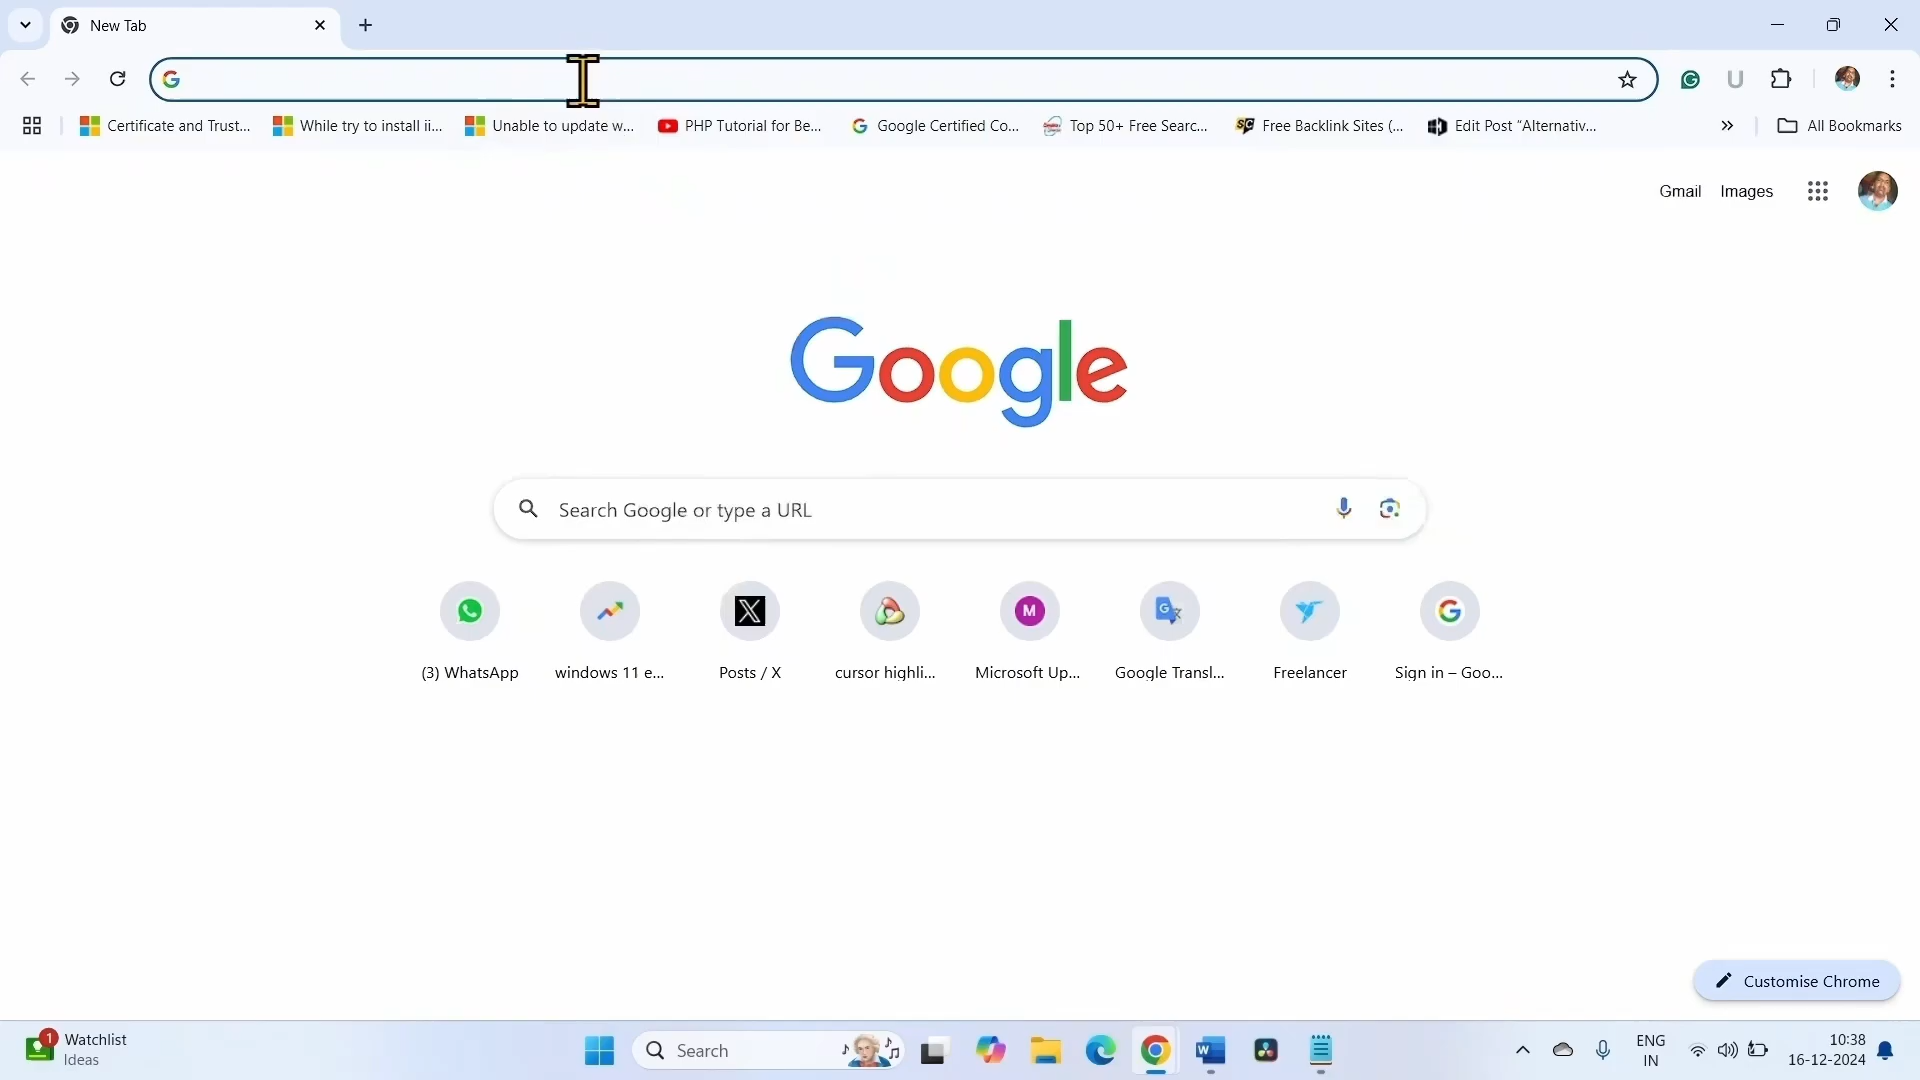 New Tab
Certificate and Trust...
While try to install ii...
Unable to update w...
PHP Tutorial for Be...
Google Certified Co...
Top 50+ Free Searc...
Free Backlink Sites (...
Edit Post “Alternativ...
All Bookmarks
Gmail
Images
Google
Search Google or type a URL
M
(3) WhatsApp
windows 11 e...
Posts / X
cursor highli...
Microsoft Up...
Google Transl...
Freelancer
Sign in – Goo...
Customise Chrome
1
Watchlist
Ideas
Search
ENG
IN
10:38
16-12-2024